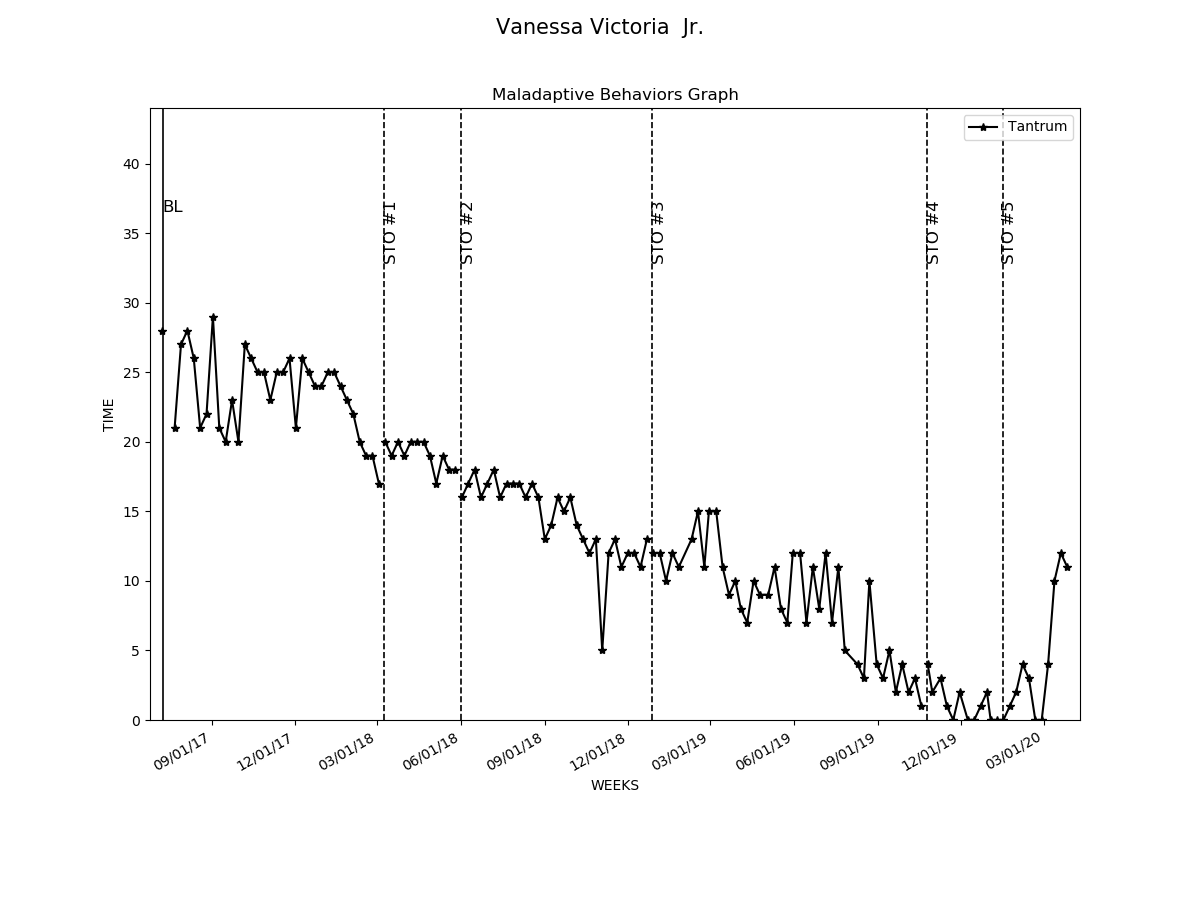 Vanessa Victoria  Jr.
Maladaptive Behaviors Graph
Tantrum
40
35
30
25
20
15
10
5
0
TIME
BL
STO #1
STO #2
STO #3
STO #4
STO #5
09/01/17
12/01/17
03/01/18
06/01/18
09/01/18
12/01/18
03/01/19
06/01/19
09/01/19
12/01/19
03/01/20
WEEKS